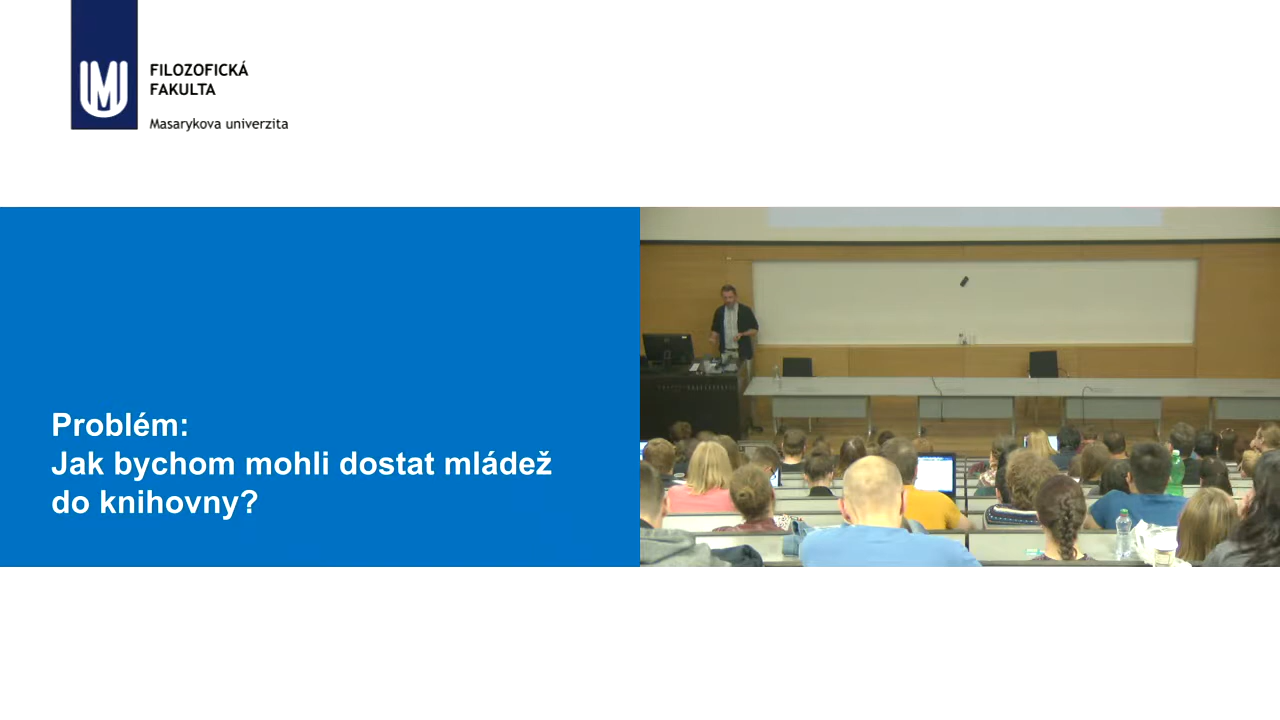 FILOZOFICKÁ
FAKULTA
Masarykova univerzita
Problém:
Jak bychom mohli dostat mládež
do knihovny?